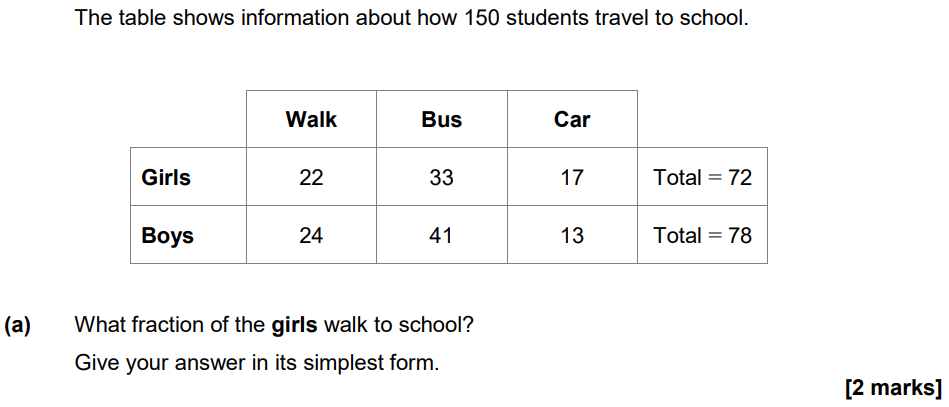 The table shows information about how 150 students travel to school.
Walk Bus Car
Girls 22 33 17 Total = 72
Boys 24 41 13 Total = 78
(a) What fraction of the girls walk to school?
Give your answer in its simplest form.
[2 marks]